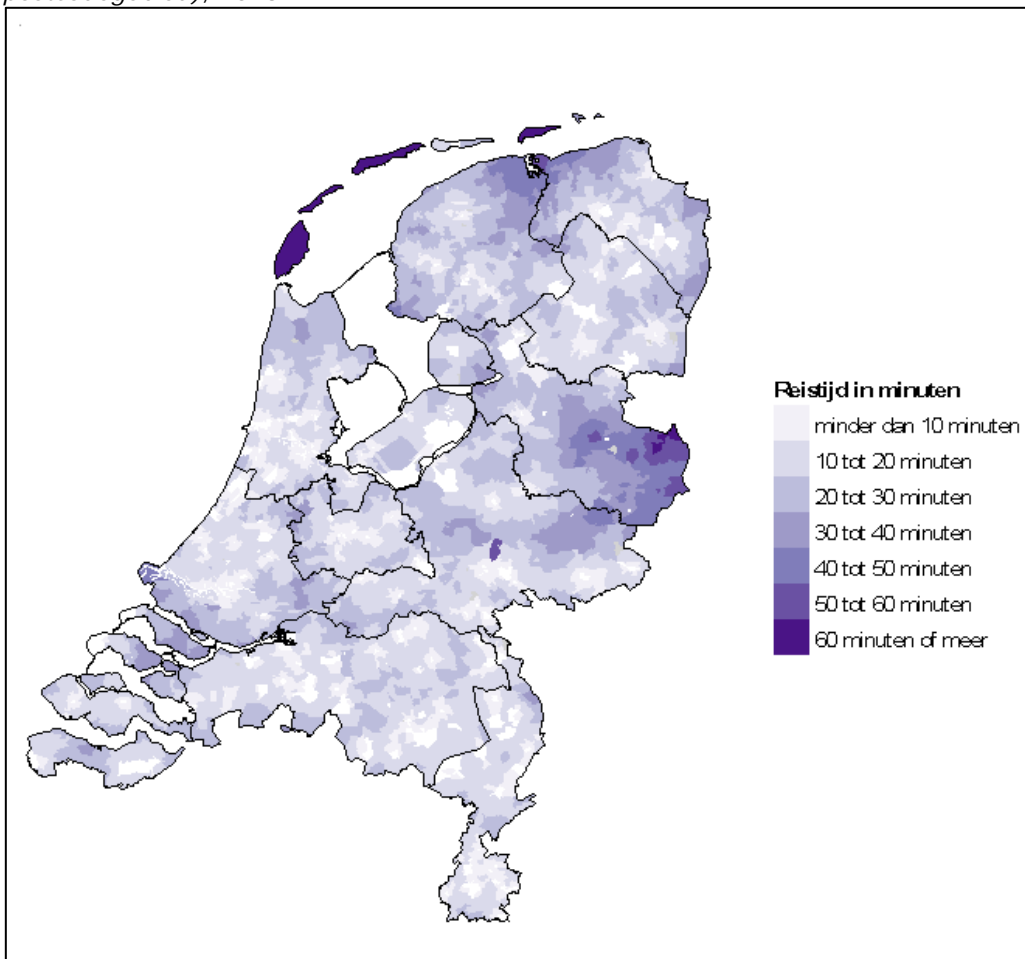 Reistijd in minuten
minder dan 10 minuten
10 tot 20 minuten
20 tot 30 minuten
30 tot 40 minuten
40 tot 50 minuten
50 tot 60 minuten
60 minuten of meer